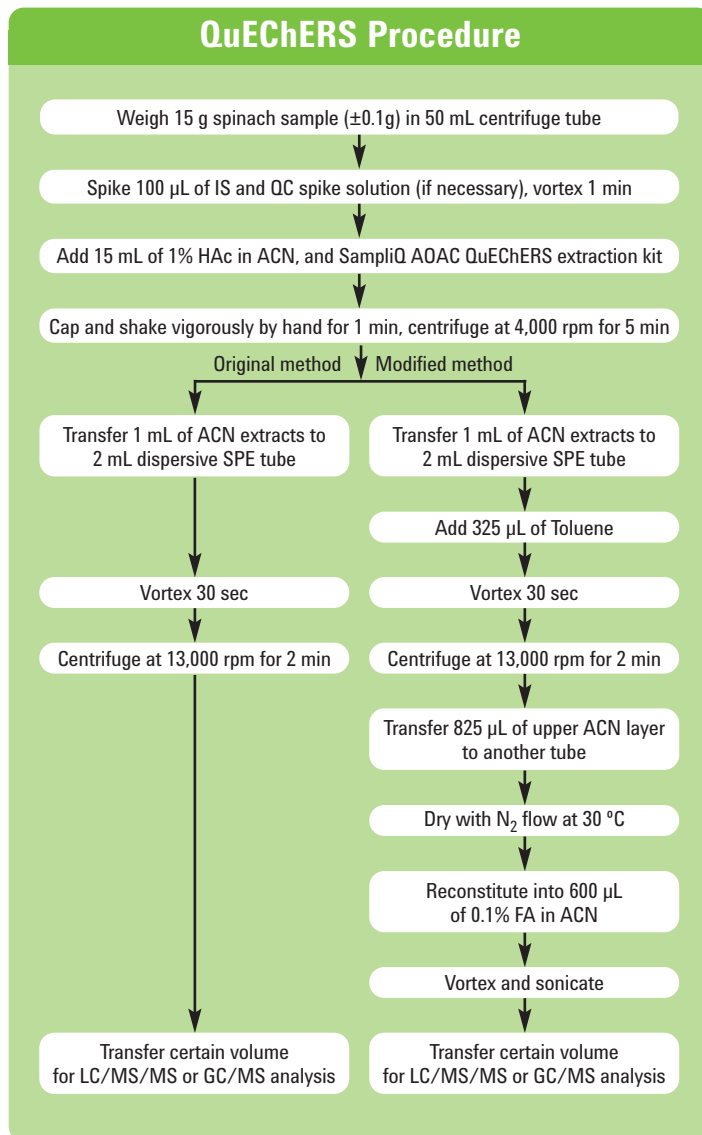 QuEChERS Procedure
Weigh 15 g spinach sample (±0.1g) in 50 mL centrifuge tube
Spike 100 µL of IS and QC spike solution (if necessary), vortex 1 min
Add 15 mL of 1% HAc in ACN, and SampliQ AOAC QuEChERS extraction kit
Cap and shake vigorously by hand for 1 min, centrifuge at 4,000 rpm for 5 min
Original method
Transfer 1 mL of ACN extracts to
2 mL dispersive SPE tube
Vortex 30 sec
Centrifuge at 13,000 rpm for 2 min
Transfer certain volume
for LC/MS/MS or GC/MS analysis
Modified method
Transfer 1 mL of ACN extracts to
2 mL dispersive SPE tube
Add 325 µL of Toluene
Vortex 30 sec
Centrifuge at 13,000 rpm for 2 min
Transfer 825 µL of upper ACN layer
to another tube
Dry with N₂ flow at 30 ºC
Reconstitute into 600 µL
of 0.1% FA in ACN
Vortex and sonicate
Transfer certain volume
for LC/MS/MS or GC/MS analysis